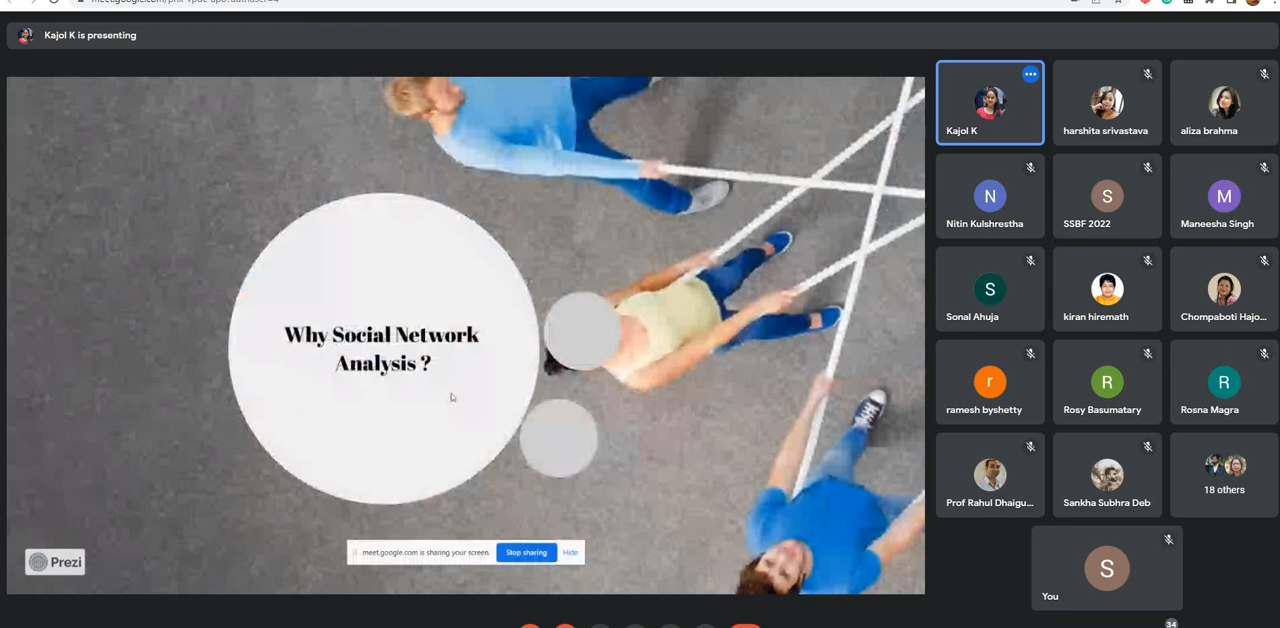 Kajol K is presenting
Why Social Network
Analysis ?
meet.google.com is sharing your screen. Stop sharing Hide
Prezi
Kajol K
harshita srivastava
aliza brahma
N
Nitin Kulshrestha
S
SSBF 2022
M
Maneesha Singh
S
Sonal Ahuja
kiran hiremath
Chompaboti Hajo...
r
ramesh byshetty
R
Rosy Basumatary
R
Rosna Magra
Prof Rahul Dhaigu...
Sankha Subhra Deb
18 others
S
You
34